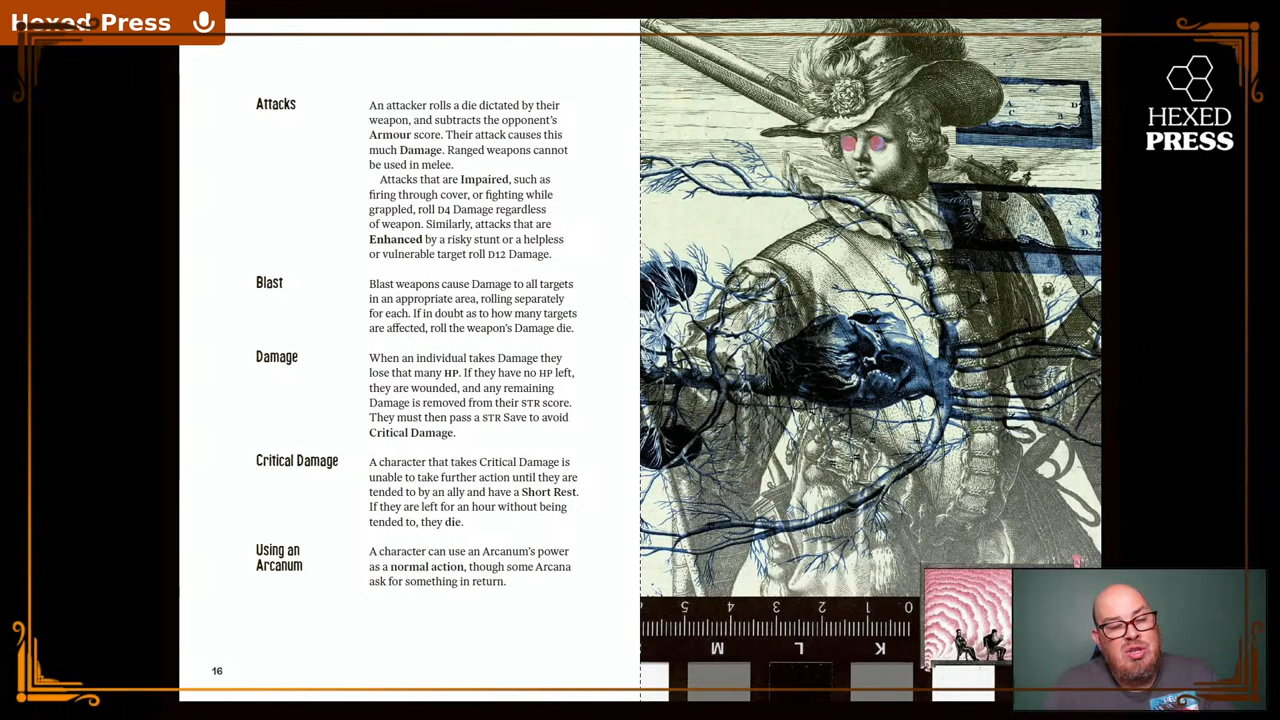 Hexed Press
HEXED
PRESS
Attacks
An attacker rolls a die dictated by their
weapon, and subtracts the opponent's
Armour score. Their attack causes this
much Damage. Ranged weapons cannot
be used in melee.
Attacks that are Impaired, such as
firing through cover, or fighting while
grappled, roll D4 Damage regardless
of weapon. Similarly, attacks that are
Enhanced by a risky stunt or a helpless
or vulnerable target roll D12 Damage.
Blast
Blast weapons cause Damage to all targets
in an appropriate area, rolling separately
for each. If in doubt as to how many targets
are affected, roll the weapon's Damage die.
Damage
When an individual takes Damage they
lose that many HP. If they have no HP left,
they are wounded, and any remaining
Damage is removed from their STR score.
They must then pass a STR Save to avoid
Critical Damage.
Critical Damage
A character that takes Critical Damage is
unable to take further action until they are
tended to by an ally and have a Short Rest.
If they are left for an hour without being
tended to, they die.
Using an
Arcanum
A character can use an Arcanum's power
as a normal action, though some Arcana
ask for something in return.
16
5 4 3 2 1 0
M L K